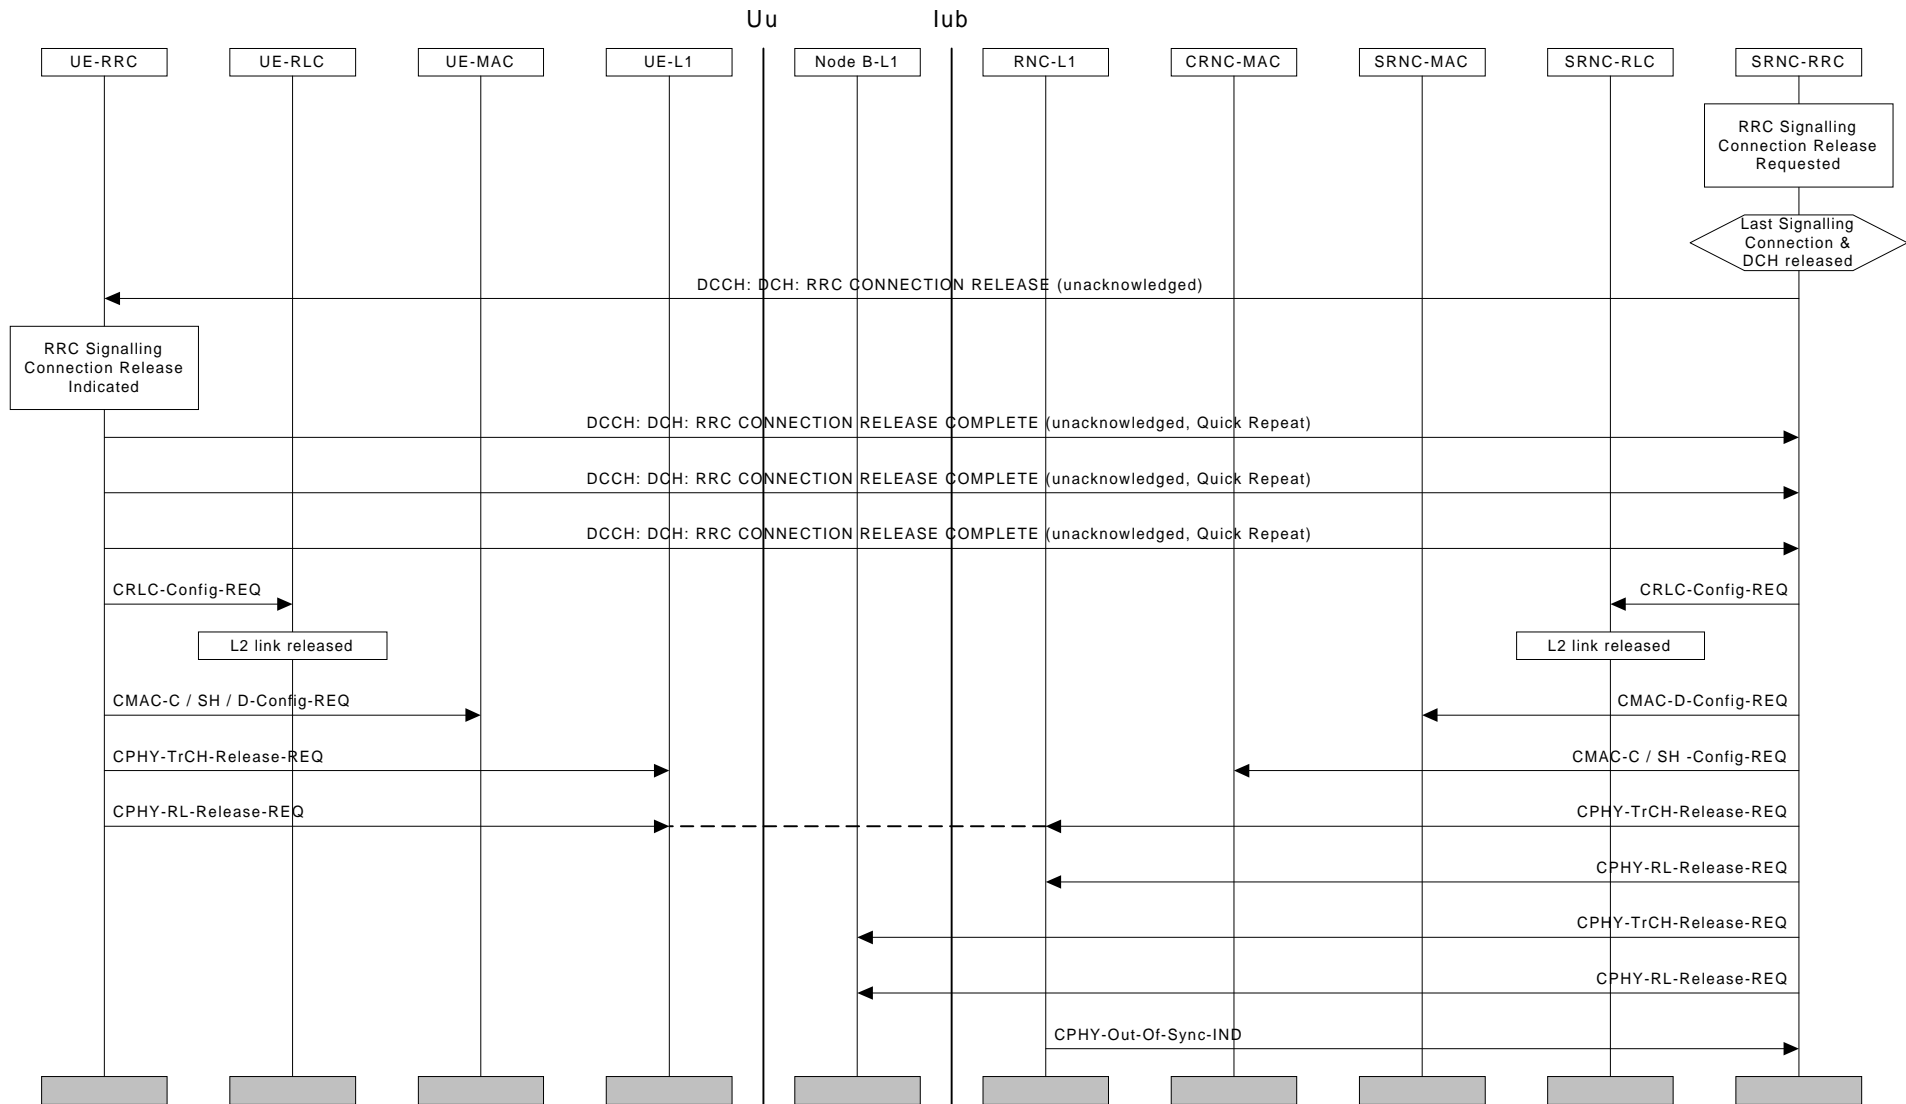 Uu Iub
UE-RRC UE-RLC UE-MAC UE-L1 Node B-L1 RNC-L1 CRNC-MAC SRNC-MAC SRNC-RLC SRNC-RRC
RRC Signalling
Connection Release
Requested
Last Signalling
Connection &
DCH released
DCCH: DCH: RRC CONNECTION RELEASE (unacknowledged)
RRC Signalling
Connection Release
Indicated
DCCH: DCH: RRC CONNECTION RELEASE COMPLETE (unacknowledged, Quick Repeat)
DCCH: DCH: RRC CONNECTION RELEASE COMPLETE (unacknowledged, Quick Repeat)
DCCH: DCH: RRC CONNECTION RELEASE COMPLETE (unacknowledged, Quick Repeat)
CRLC-Config-REQ CRLC-Config-REQ
L2 link released L2 link released
CMAC-C / SH / D-Config-REQ CMAC-D-Config-REQ
CPHY-TrCH-Release-REQ CMAC-C / SH -Config-REQ
CPHY-RL-Release-REQ CPHY-TrCH-Release-REQ
CPHY-RL-Release-REQ
CPHY-TrCH-Release-REQ
CPHY-RL-Release-REQ
CPHY-Out-Of-Sync-IND